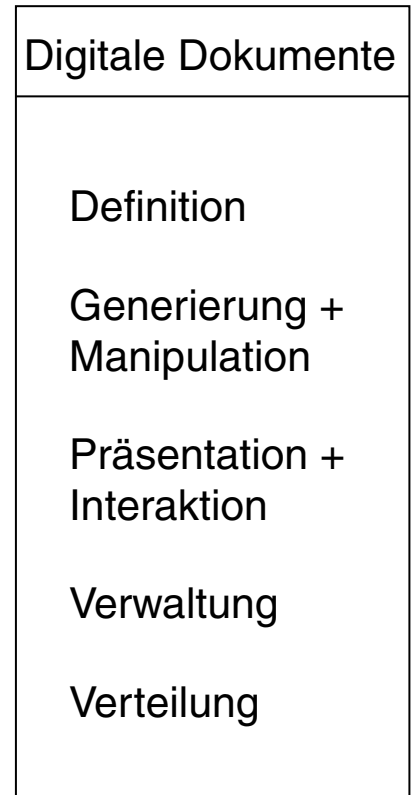 Digitale Dokumente
Definition
Generierung +
Manipulation
Präsentation +
Interaktion
Verwaltung
Verteilung